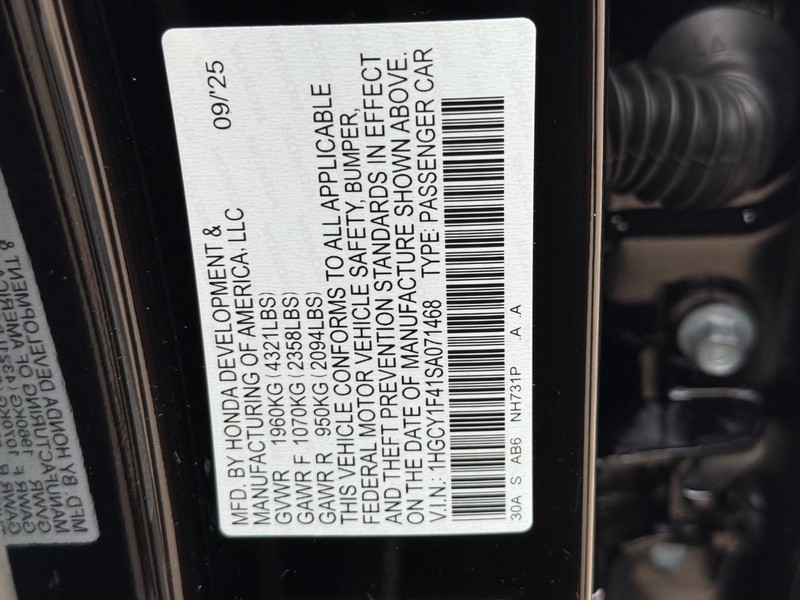 MFD. BY HONDA DEVELOPMENT & 09/'25
MANUFACTURING OF AMERICA, LLC
GVWR 1960KG (4321LBS)
GAWR F 1070KG (2358LBS)
GAWR R 950KG (2094LBS)
THIS VEHICLE CONFORMS TO ALL APPLICABLE
FEDERAL MOTOR VEHICLE SAFETY, BUMPER,
AND THEFT PREVENTION STANDARDS IN EFFECT
ON THE DATE OF MANUFACTURE SHOWN ABOVE.
V.I.N.: 1HGCY1F41SA071468 TYPE: PASSENGER CAR
30A S AB6 NH731P .A .A